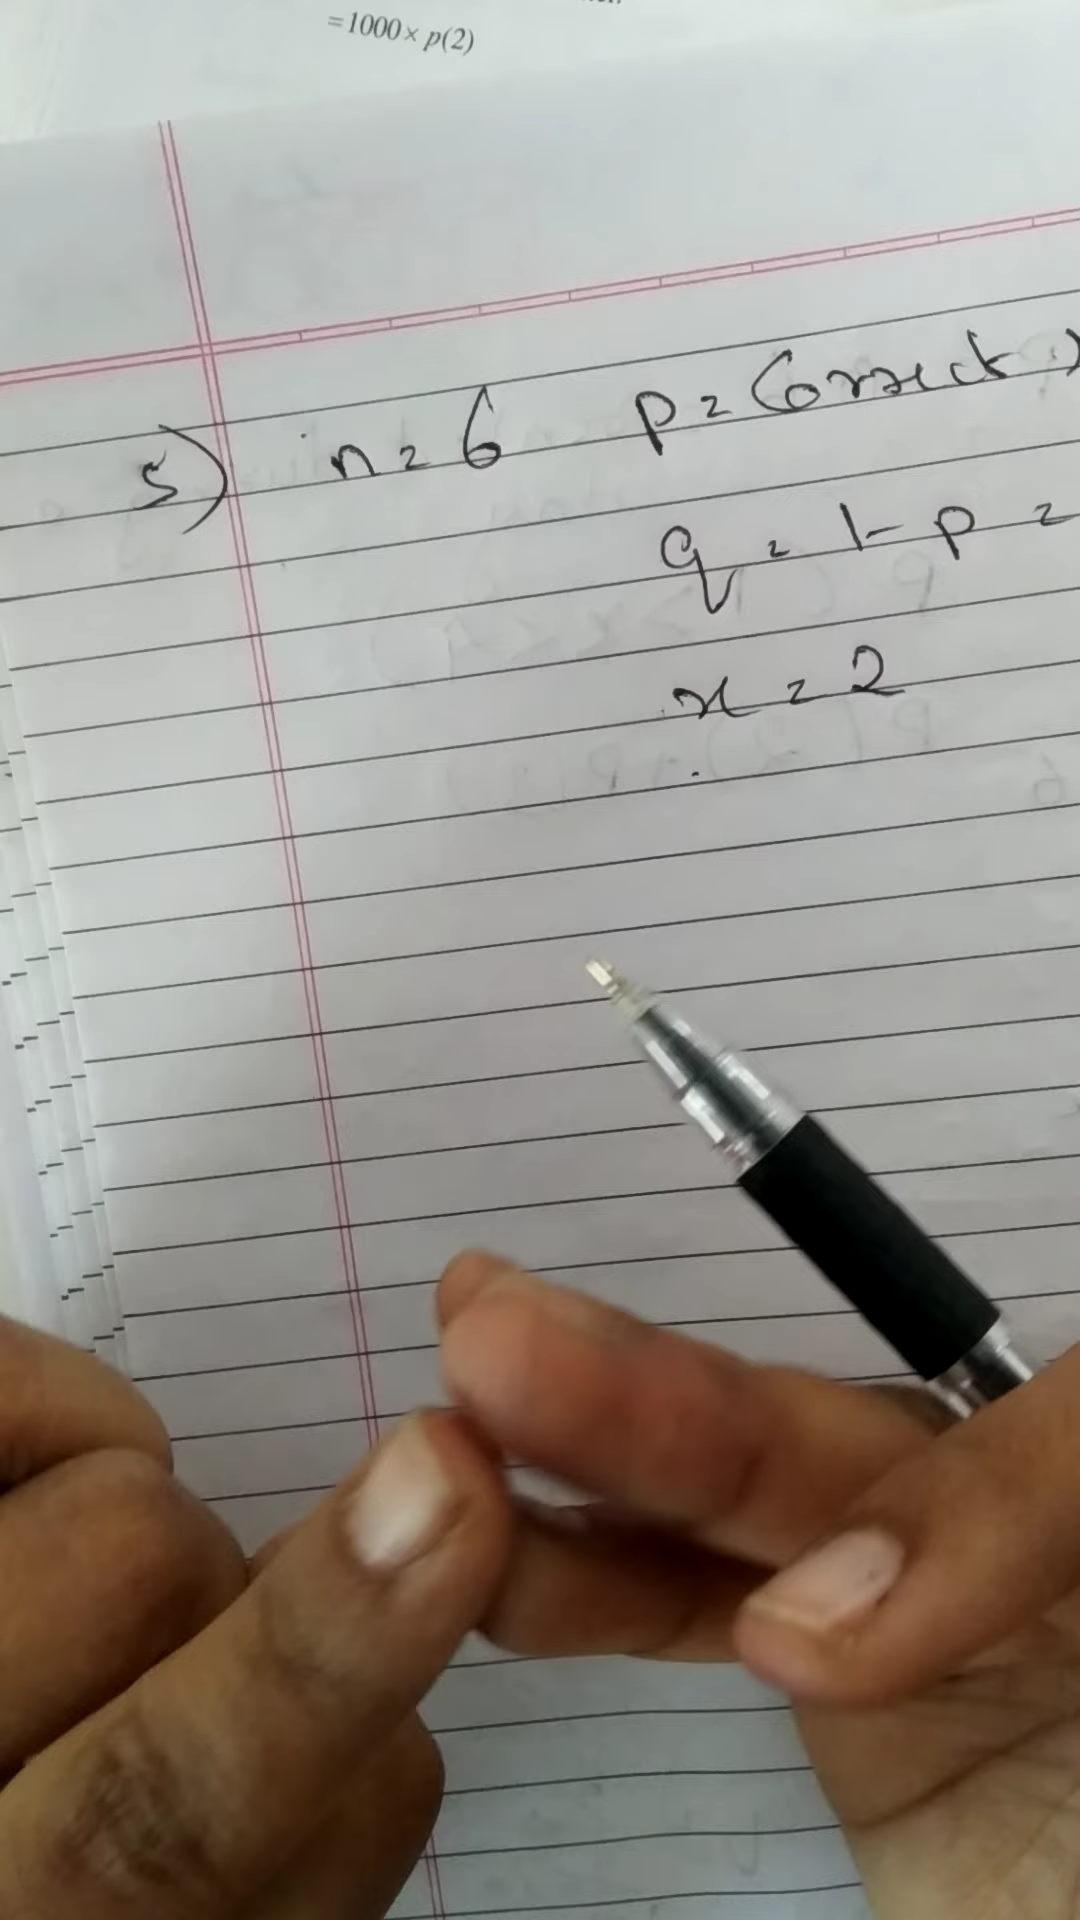 =1000× p(2)
5) n = 6 p = (Correct)
q = 1 - p =
x = 2